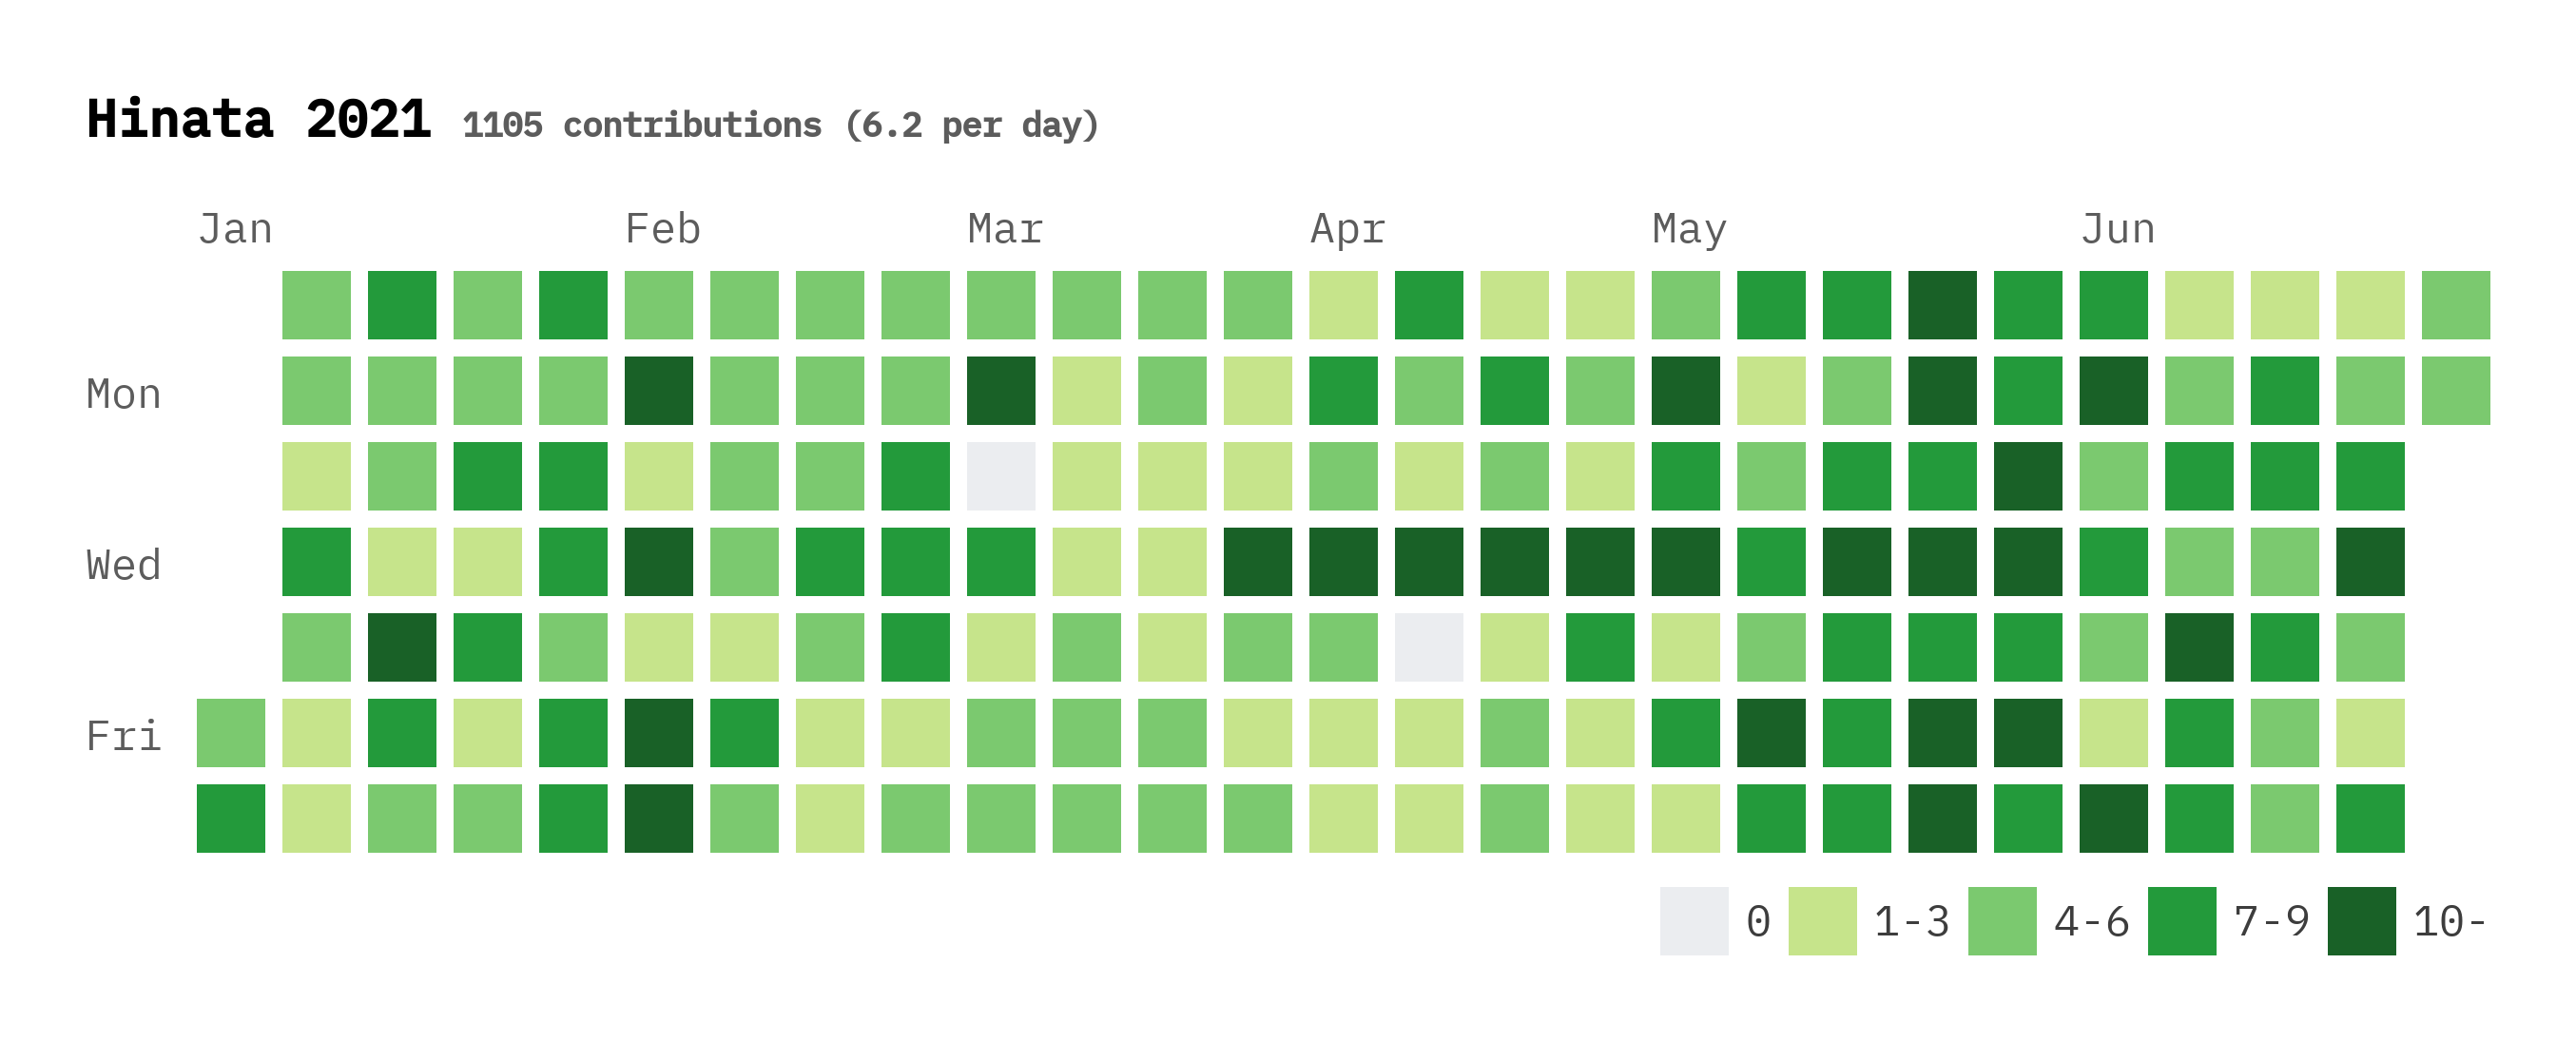 Hinata 2021 1105 contributions (6.2 per day)
Jan Feb Mar Apr May Jun
Mon
Wed
Fri
0 1-3 4-6 7-9 10-